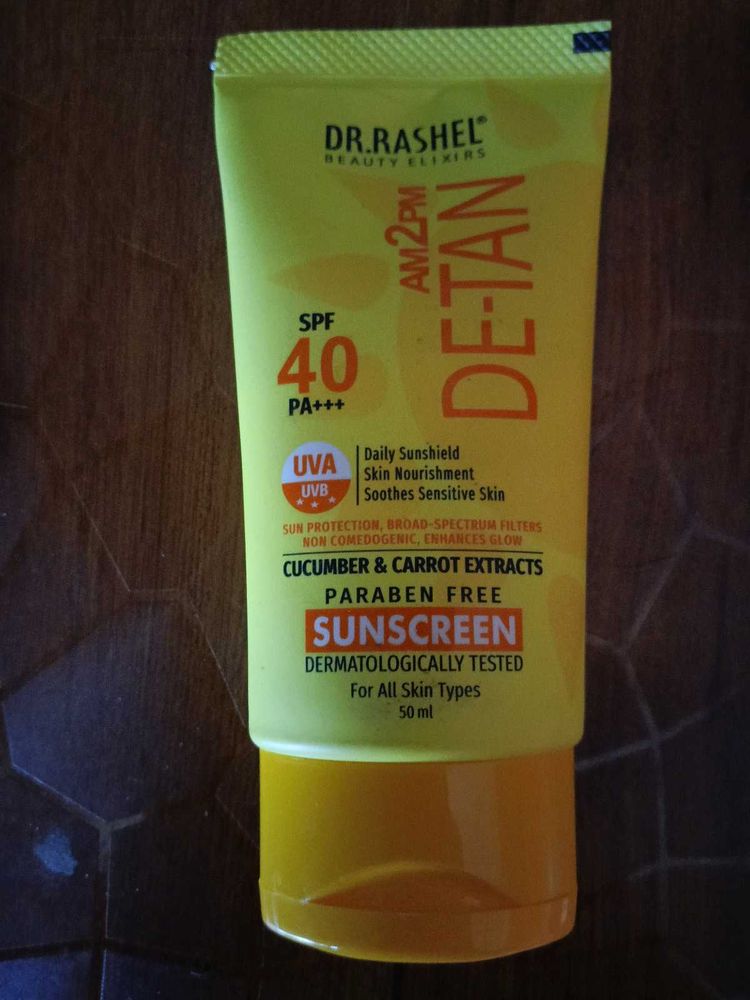 DR.RASHEL®
BEAUTY ELIXIRS
AM2PM
DE-TAN
SPF
40
PA+++
UVA
UVB
Daily Sunshield
Skin Nourishment
Soothes Sensitive Skin
SUN PROTECTION, BROAD-SPECTRUM FILTERS
NON COMEDOGENIC, ENHANCES GLOW
CUCUMBER & CARROT EXTRACTS
PARABEN FREE
SUNSCREEN
DERMATOLOGICALLY TESTED
For All Skin Types
50 ml